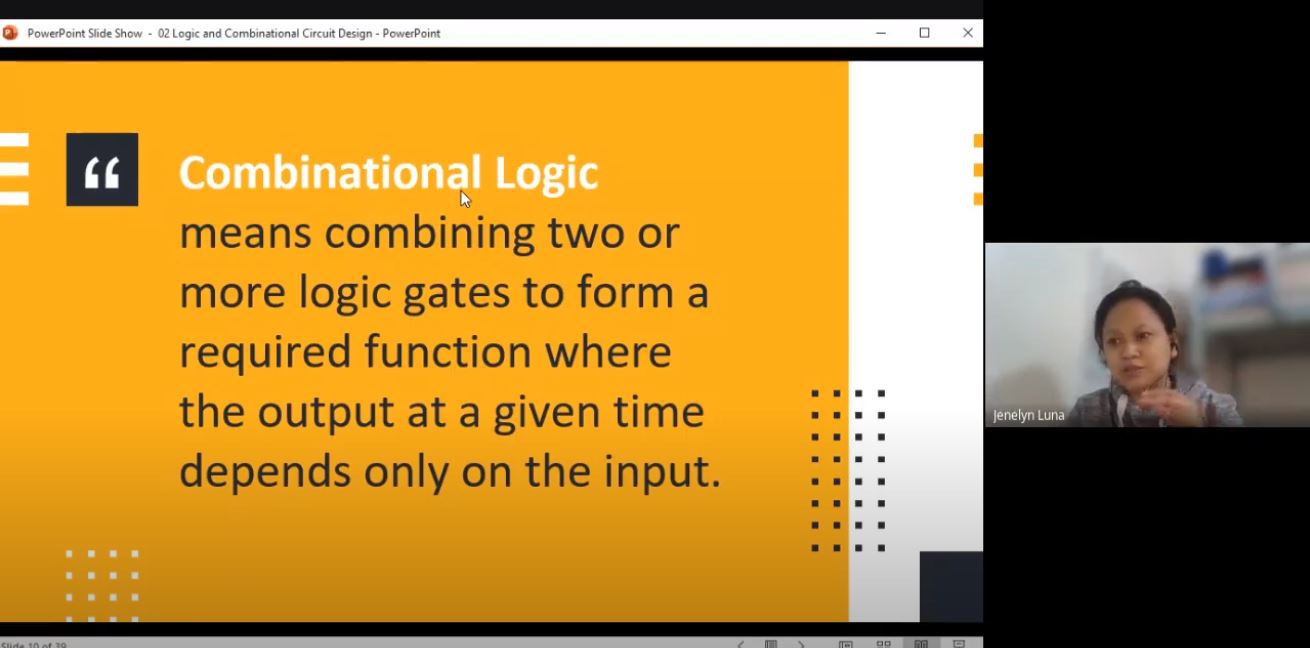 PowerPoint Slide Show - 02 Logic and Combinational Circuit Design - PowerPoint
“
Combinational Logic
means combining two or
more logic gates to form a
required function where
the output at a given time
depends only on the input.
Jenelyn Luna
Slide 10 of 39